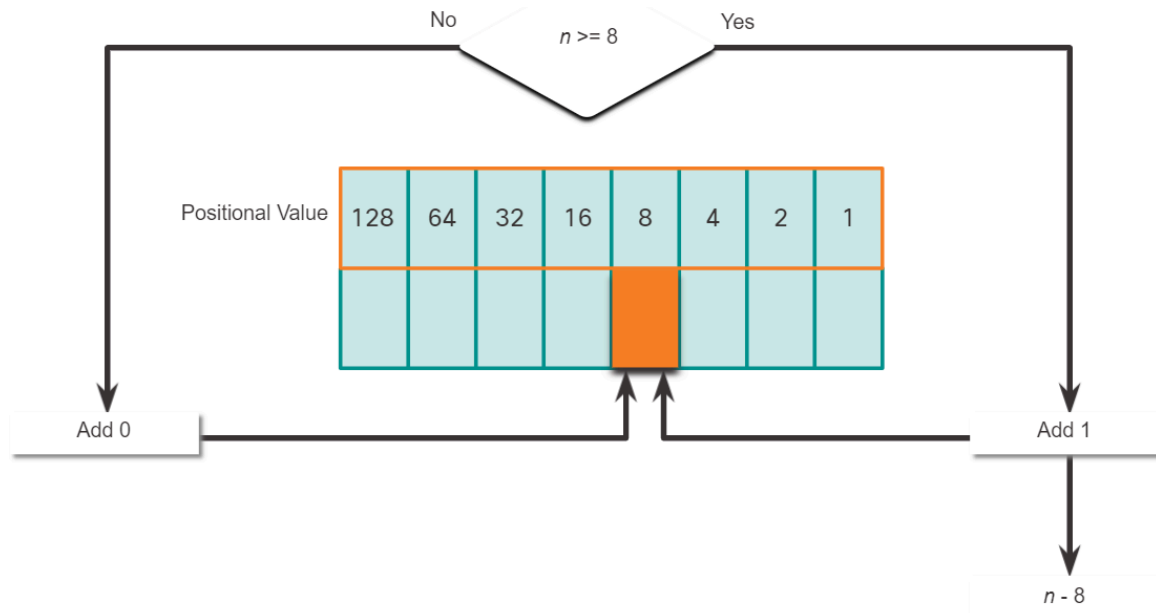 No
n >= 8
Yes
Positional Value
128 64 32 16 8 4 2 1
Add 0
Add 1
n - 8